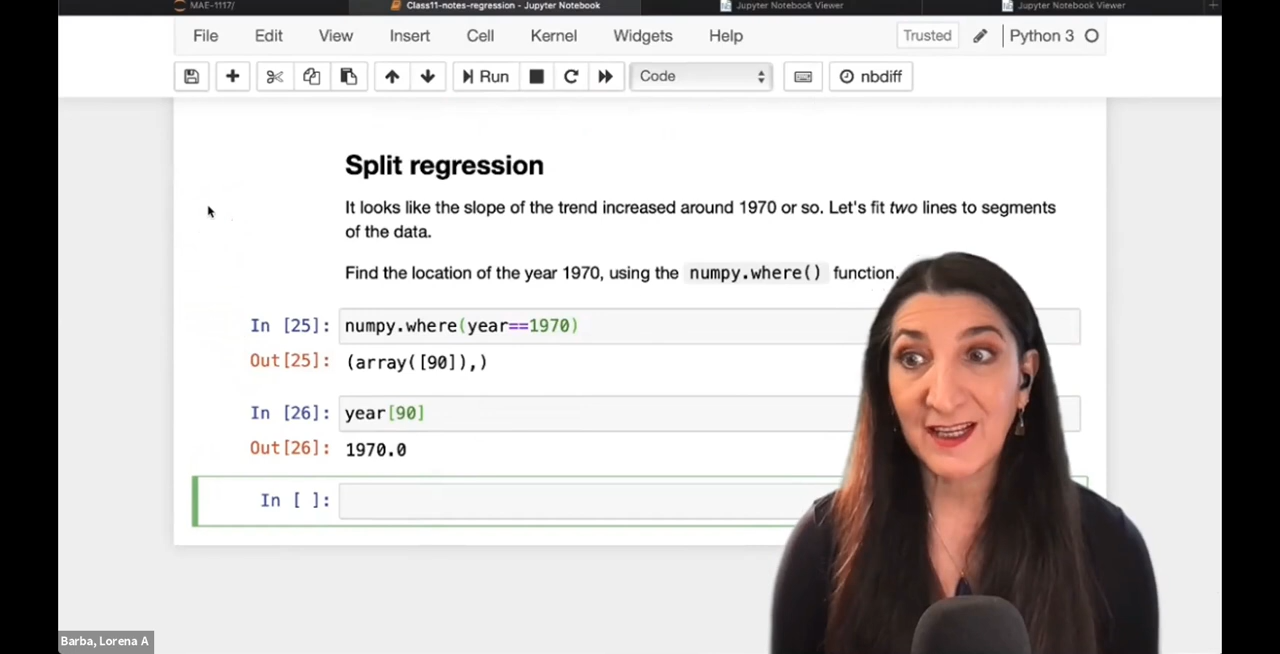 MAE-1117/
Class11-notes-regression - Jupyter Notebook
Jupyter Notebook Viewer
Jupyter Notebook Viewer
File Edit View Insert Cell Kernel Widgets Help Trusted Python 3
Run Code nbdiff
Split regression
It looks like the slope of the trend increased around 1970 or so. Let's fit two lines to segments
of the data.
Find the location of the year 1970, using the numpy.where() function.
In [25]: numpy.where(year==1970)
Out[25]: (array([90]),)
In [26]: year[90]
Out[26]: 1970.0
In [ ]:
Barba, Lorena A